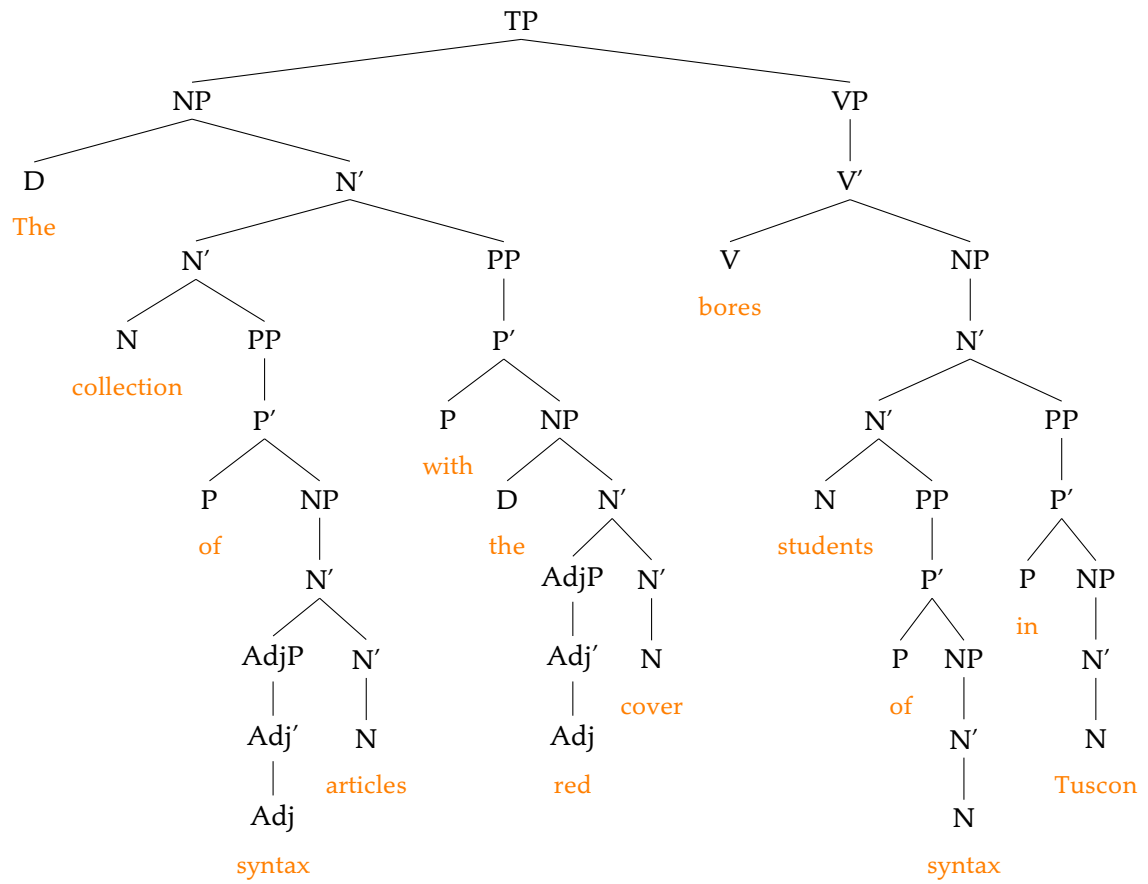 TP
NP VP
D N′ V′
The
N′ PP V NP
bores
N PP P′ N′
collection
P′ P NP N′ PP
with
P NP D N′ N PP P′
of the students
N′ AdjP N′ P′ P NP
in
AdjP N′ Adj′ N P NP N′
cover of
Adj′ N Adj N′ N
articles red Tuscon
Adj N
syntax syntax